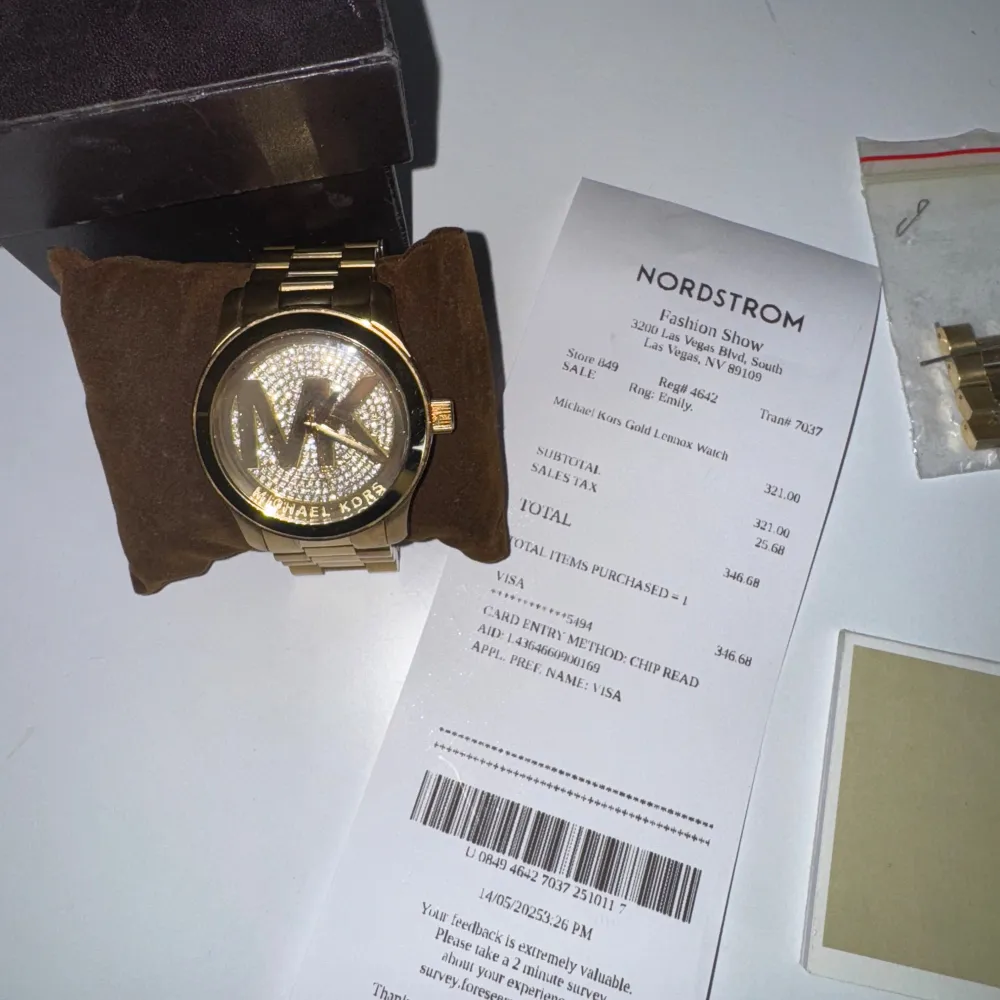 MK
MICHAEL KORS
NORDSTROM
Fashion Show
3200 Las Vegas Blvd, South
Las Vegas, NV 89109
Store 849 Reg# 4642 Tran# 7037
SALE Rng: Emily.
Michael Kors Gold Lennox Watch
321.00
SUBTOTAL 321.00
SALES TAX 25.68
TOTAL 346.68
TOTAL ITEMS PURCHASED = 1
VISA 346.68
************5494
CARD ENTRY METHOD: CHIP READ
AID: 1.4364660900169
APPL. PREF. NAME: VISA
U 0849 4642 7037 251011 7
14/05/20253:26 PM
Your feedback is extremely valuable.
Please take a 2 minute survey
about your experience
survey.foresee